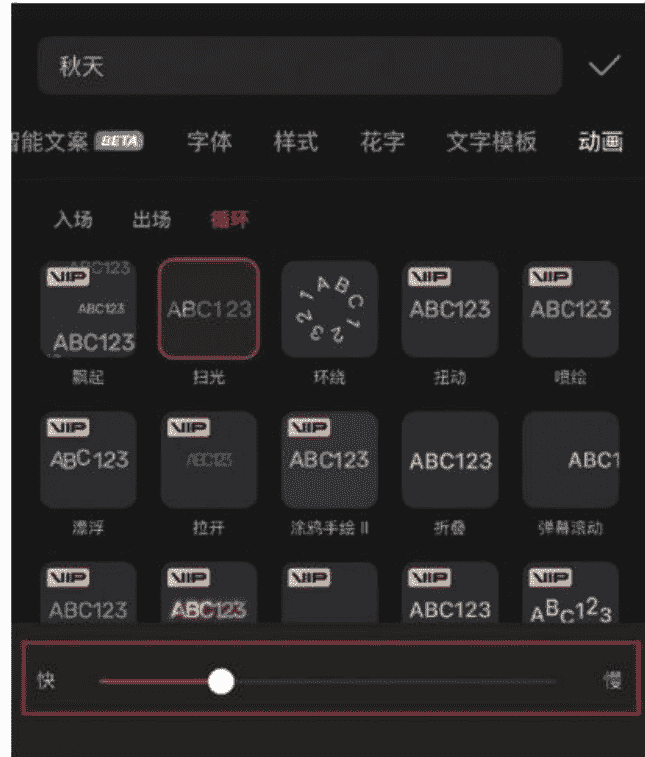 秋天
智能文案 BETA 字体 样式 花字 文字模板 动画
入场 出场 循环
VIP ABC123 ABC123 ABC123 ABC123 VIP ABC123 VIP ABC123
ABC123
飘起 扫光 环绕 扭动 喷绘
VIP ABC123 VIP ABC123 VIP ABC123 ABC123 ABC1
漂浮 拉开 涂鸦手绘 II 折叠 弹幕滚动
VIP ABC123 VIP ABC123 VIP VIP ABC123 VIP ABC123
快 慢